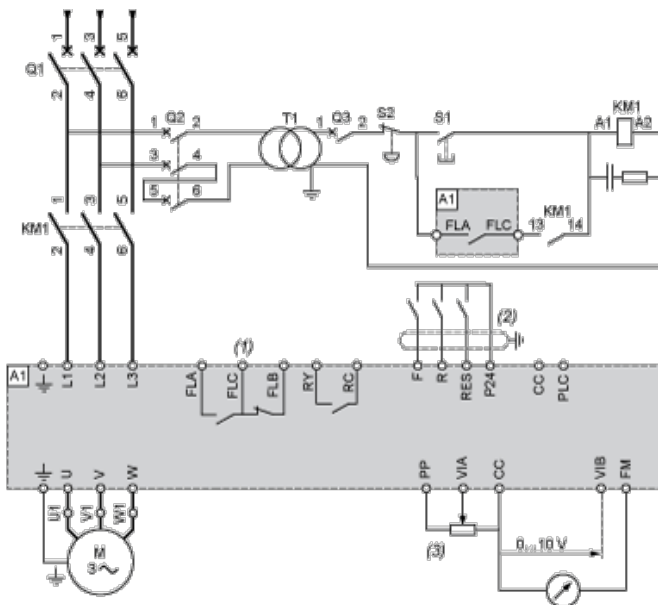 1 3 5
Q1
2 4 6
1 Q2 2 T1 1 Q3 2 S2 S1 KM1
A1 A2
3 4
5 6
A1
FLA FLC 13 KM1 14
1 3 5
KM1
2 4 6
(1) (2)
A1 L1 L2 L3 FLA FLC FLB RY RC F R RES P24 CC PLC
U V W PP VIA CC VIB FM
U1 V1 W1
(3) 0...10 V
M
3